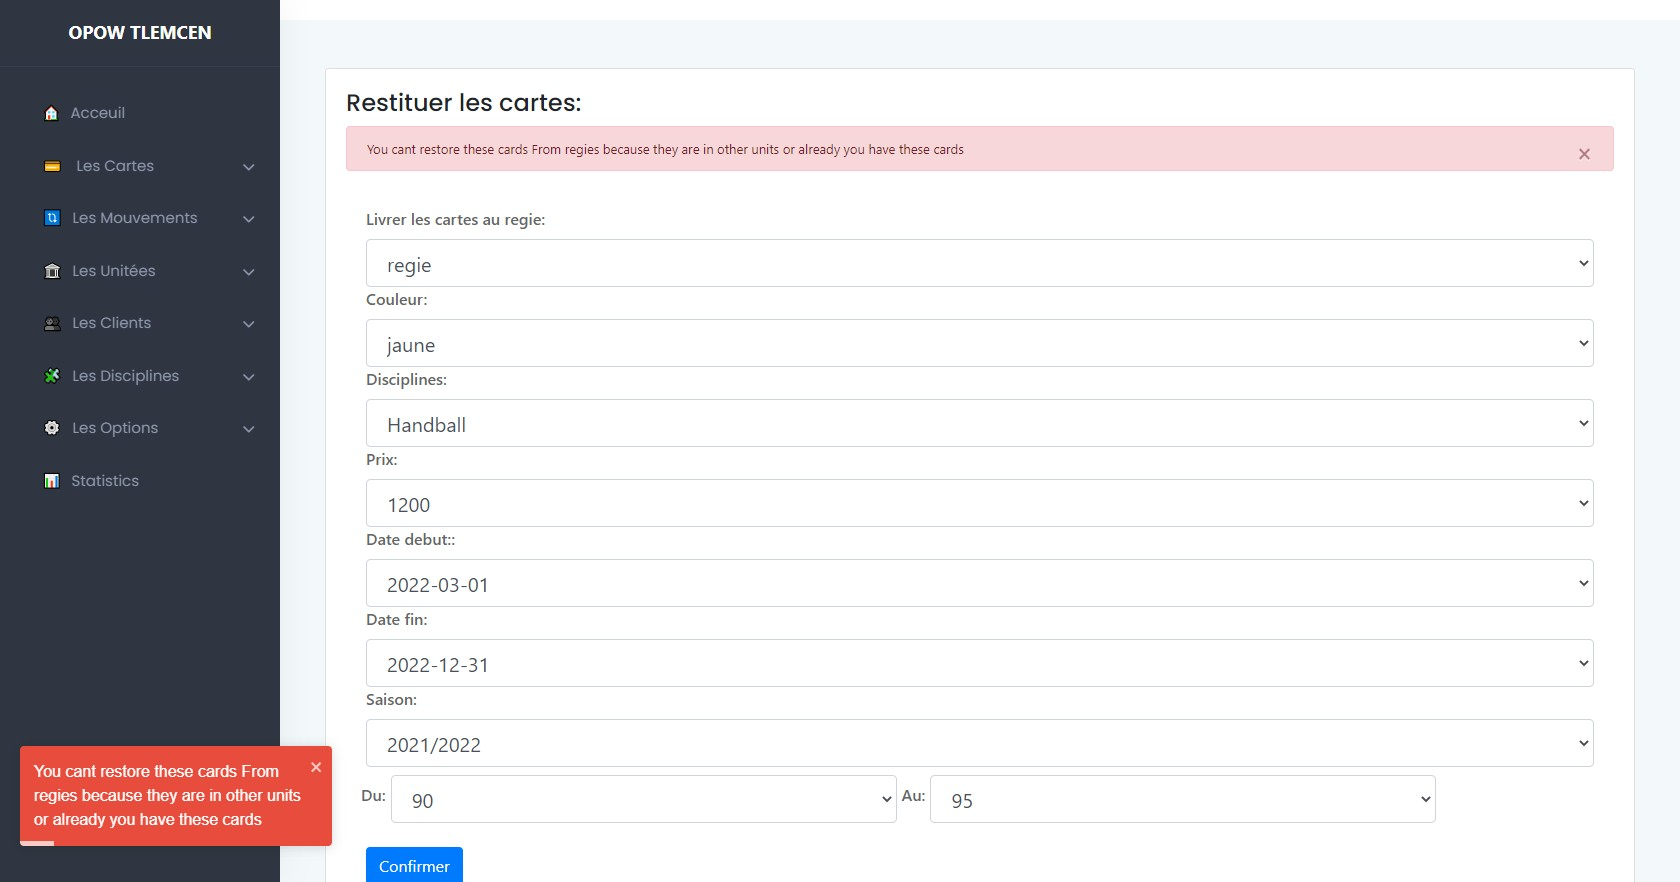 OPOW TLEMCEN
Acceuil
Les Cartes
Les Mouvements
Les Unitées
Les Clients
Les Disciplines
Les Options
Statistics
Restituer les cartes:
You cant restore these cards From regies because they are in other units or already you have these cards
×
Livrer les cartes au regie:
regie
Couleur:
jaune
Disciplines:
Handball
Prix:
1200
Date debut::
2022-03-01
Date fin:
2022-12-31
Saison:
2021/2022
Du: 90 Au: 95
Confirmer
You cant restore these cards From ×
regies because they are in other units
or already you have these cards